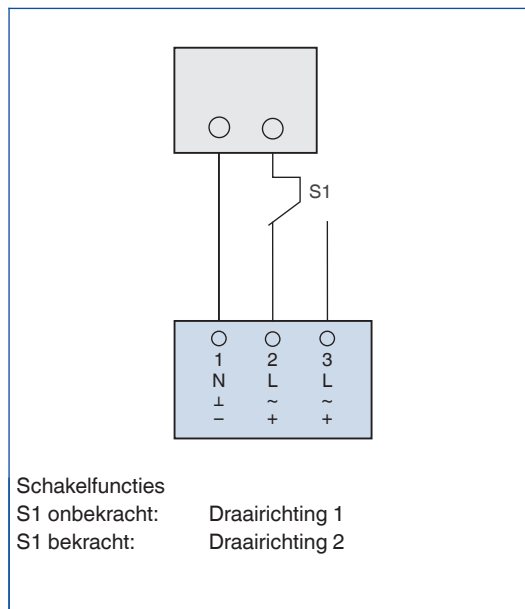 S1
1 2 3
N L L
⊥ ~ ~
− + +
Schakelfuncties
S1 onbekracht: Draairichting 1
S1 bekracht: Draairichting 2